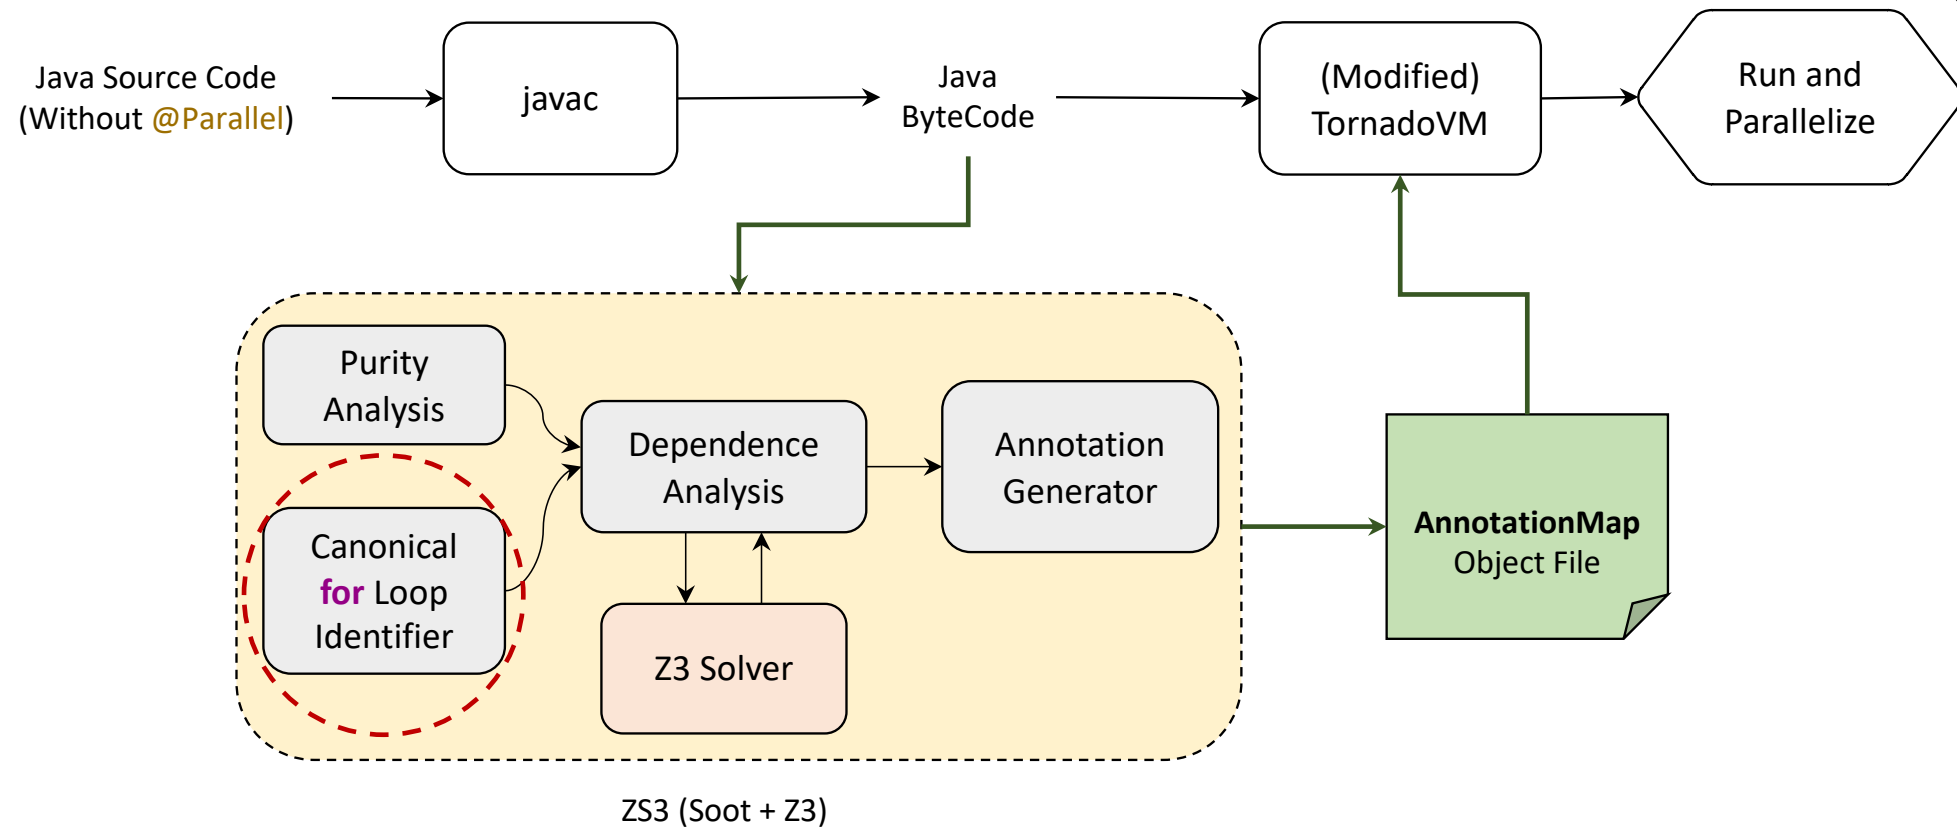 Java Source Code
(Without @Parallel)
javac
Java
ByteCode
(Modified)
TornadoVM
Run and
Parallelize
Purity
Analysis
Canonical
for Loop
Identifier
Dependence
Analysis
Z3 Solver
Annotation
Generator
AnnotationMap
Object File
ZS3 (Soot + Z3)